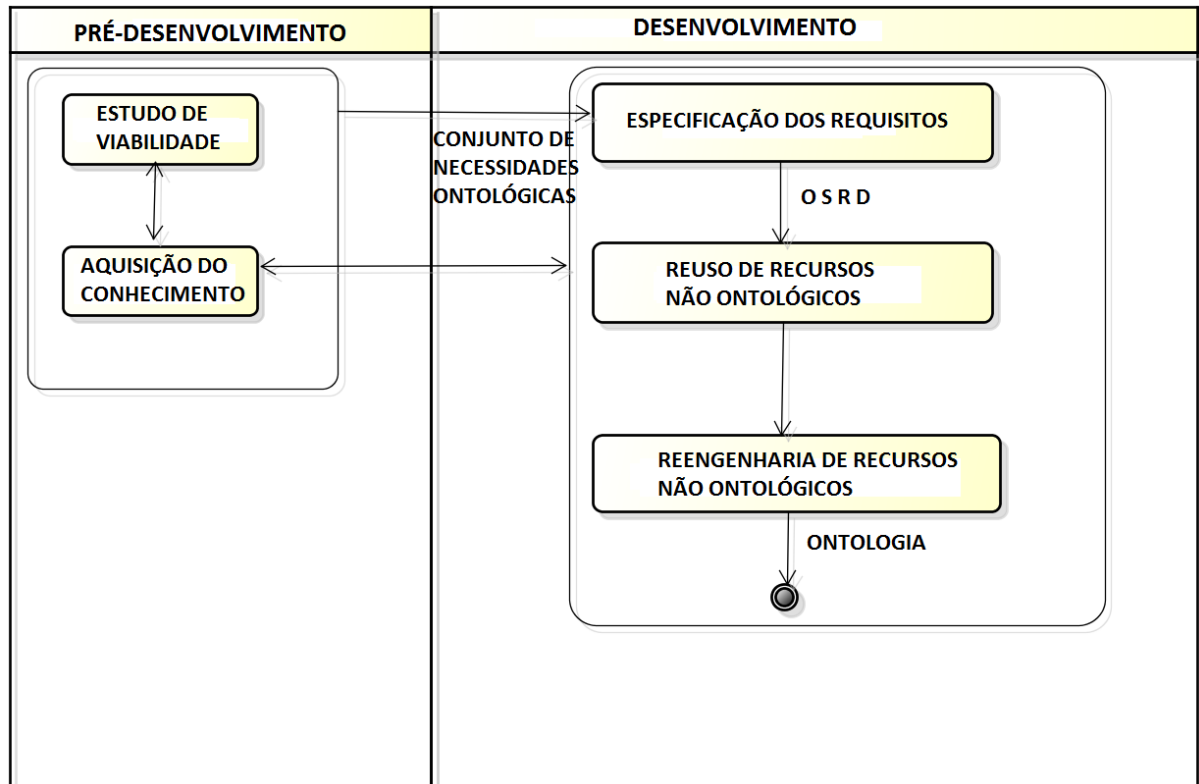 PRÉ-DESENVOLVIMENTO
DESENVOLVIMENTO
ESTUDO DE
VIABILIDADE
AQUISIÇÃO DO
CONHECIMENTO
CONJUNTO DE
NECESSIDADES
ONTOLÓGICAS
ESPECIFICAÇÃO DOS REQUISITOS
O S R D
REUSO DE RECURSOS
NÃO ONTOLÓGICOS
REENGENHARIA DE RECURSOS
NÃO ONTOLÓGICOS
ONTOLOGIA